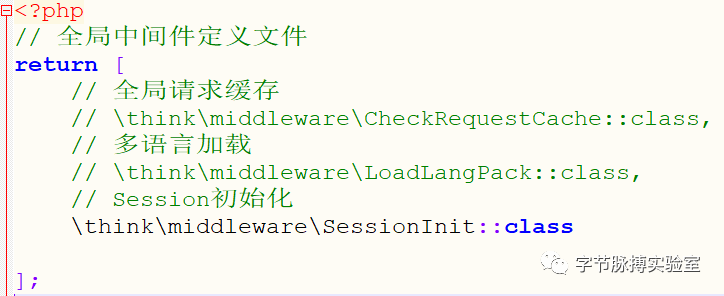 <?php
// 全局中间件定义文件
return [
    // 全局请求缓存
    // \think\middleware\CheckRequestCache::class,
    // 多语言加载
    // \think\middleware\LoadLangPack::class,
    // Session初始化
    \think\middleware\SessionInit::class
];
字节脉搏实验室